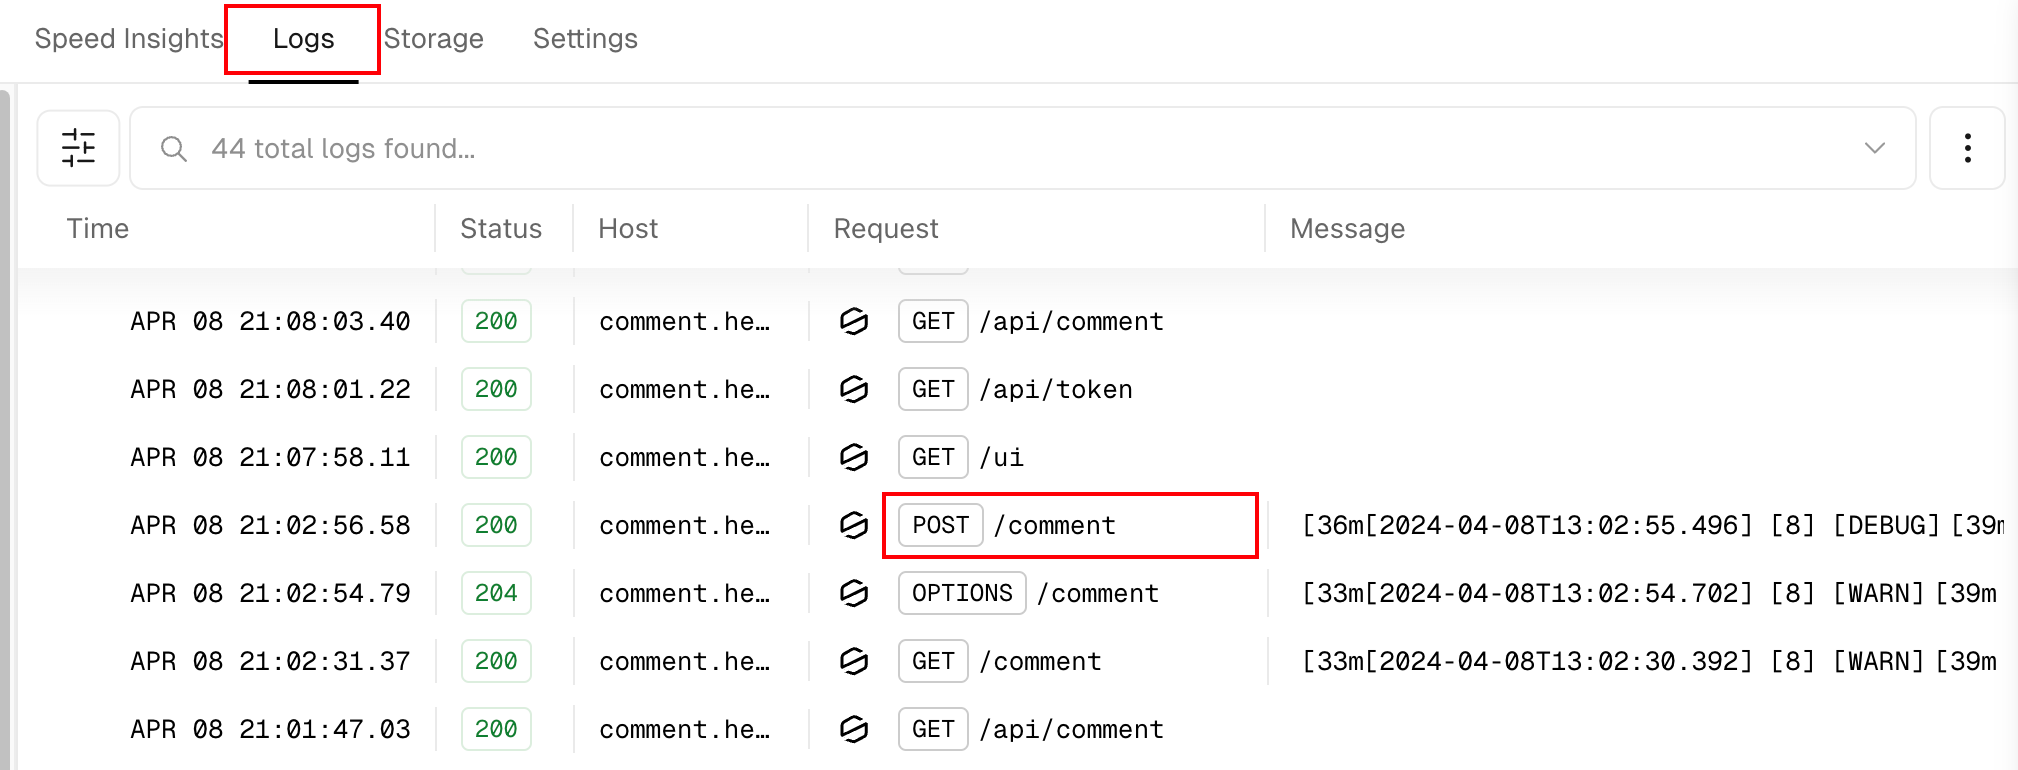 Speed Insights Logs Storage Settings
44 total logs found...
Time Status Host Request Message
APR 08 21:08:03.40 200 comment.he… GET /api/comment
APR 08 21:08:01.22 200 comment.he… GET /api/token
APR 08 21:07:58.11 200 comment.he… GET /ui
APR 08 21:02:56.58 200 comment.he… POST /comment [36m[2024-04-08T13:02:55.496] [8] [DEBUG] [39m
APR 08 21:02:54.79 204 comment.he… OPTIONS /comment [33m[2024-04-08T13:02:54.702] [8] [WARN] [39m
APR 08 21:02:31.37 200 comment.he… GET /comment [33m[2024-04-08T13:02:30.392] [8] [WARN] [39m
APR 08 21:01:47.03 200 comment.he… GET /api/comment